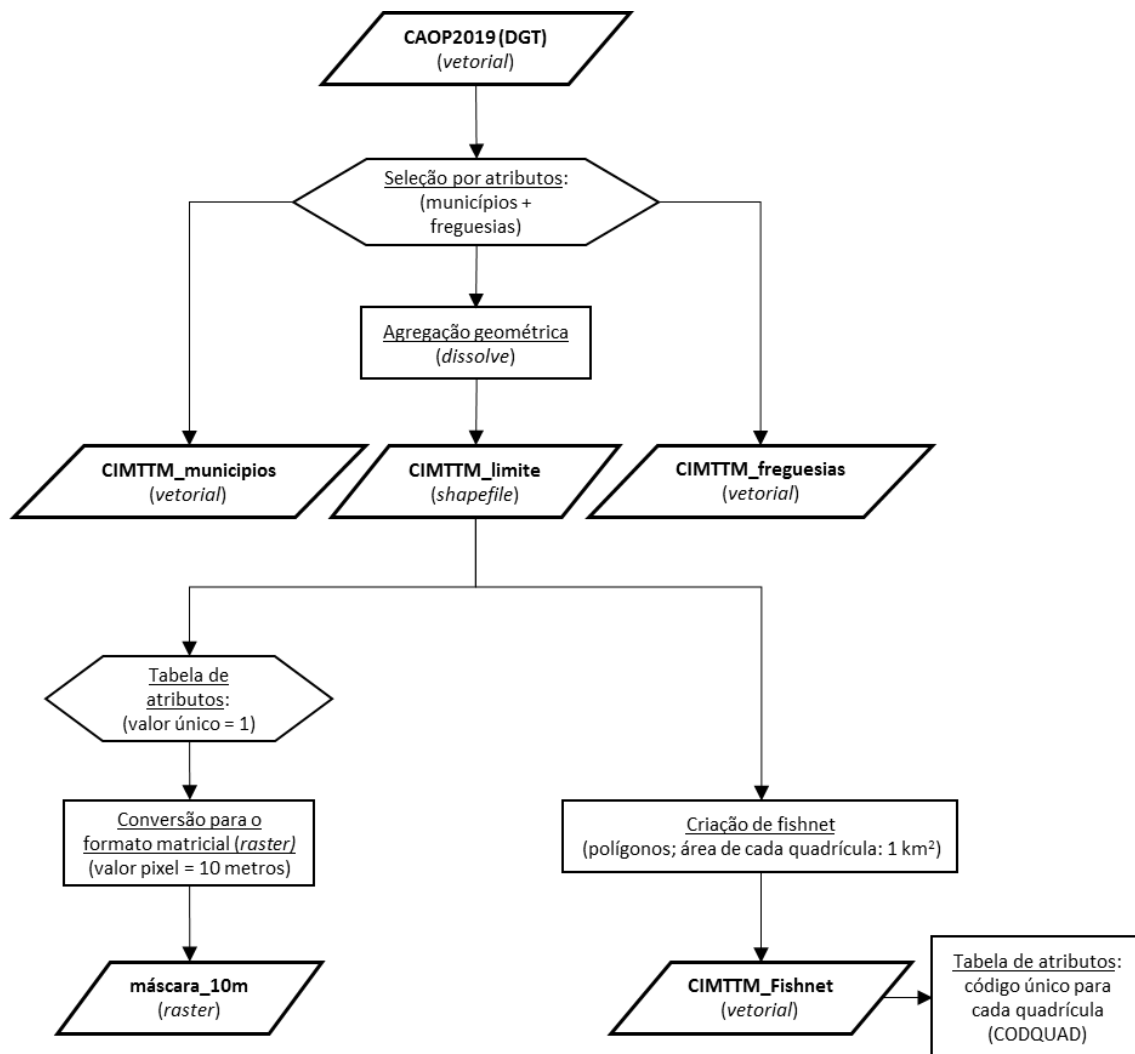 CAOP2019 (DGT)
(vetorial)
Seleção por atributos:
(municípios +
freguesias)
Agregação geométrica
(dissolve)
CIMTTM_municipios
(vetorial)
CIMTTM_limite
(shapefile)
CIMTTM_freguesias
(vetorial)
Tabela de
atributos:
(valor único = 1)
Conversão para o
formato matricial (raster)
(valor pixel = 10 metros)
Criação de fishnet
(polígonos; área de cada quadrícula: 1 km²)
máscara_10m
(raster)
CIMTTM_Fishnet
(vetorial)
Tabela de atributos:
código único para
cada quadrícula
(CODQUAD)